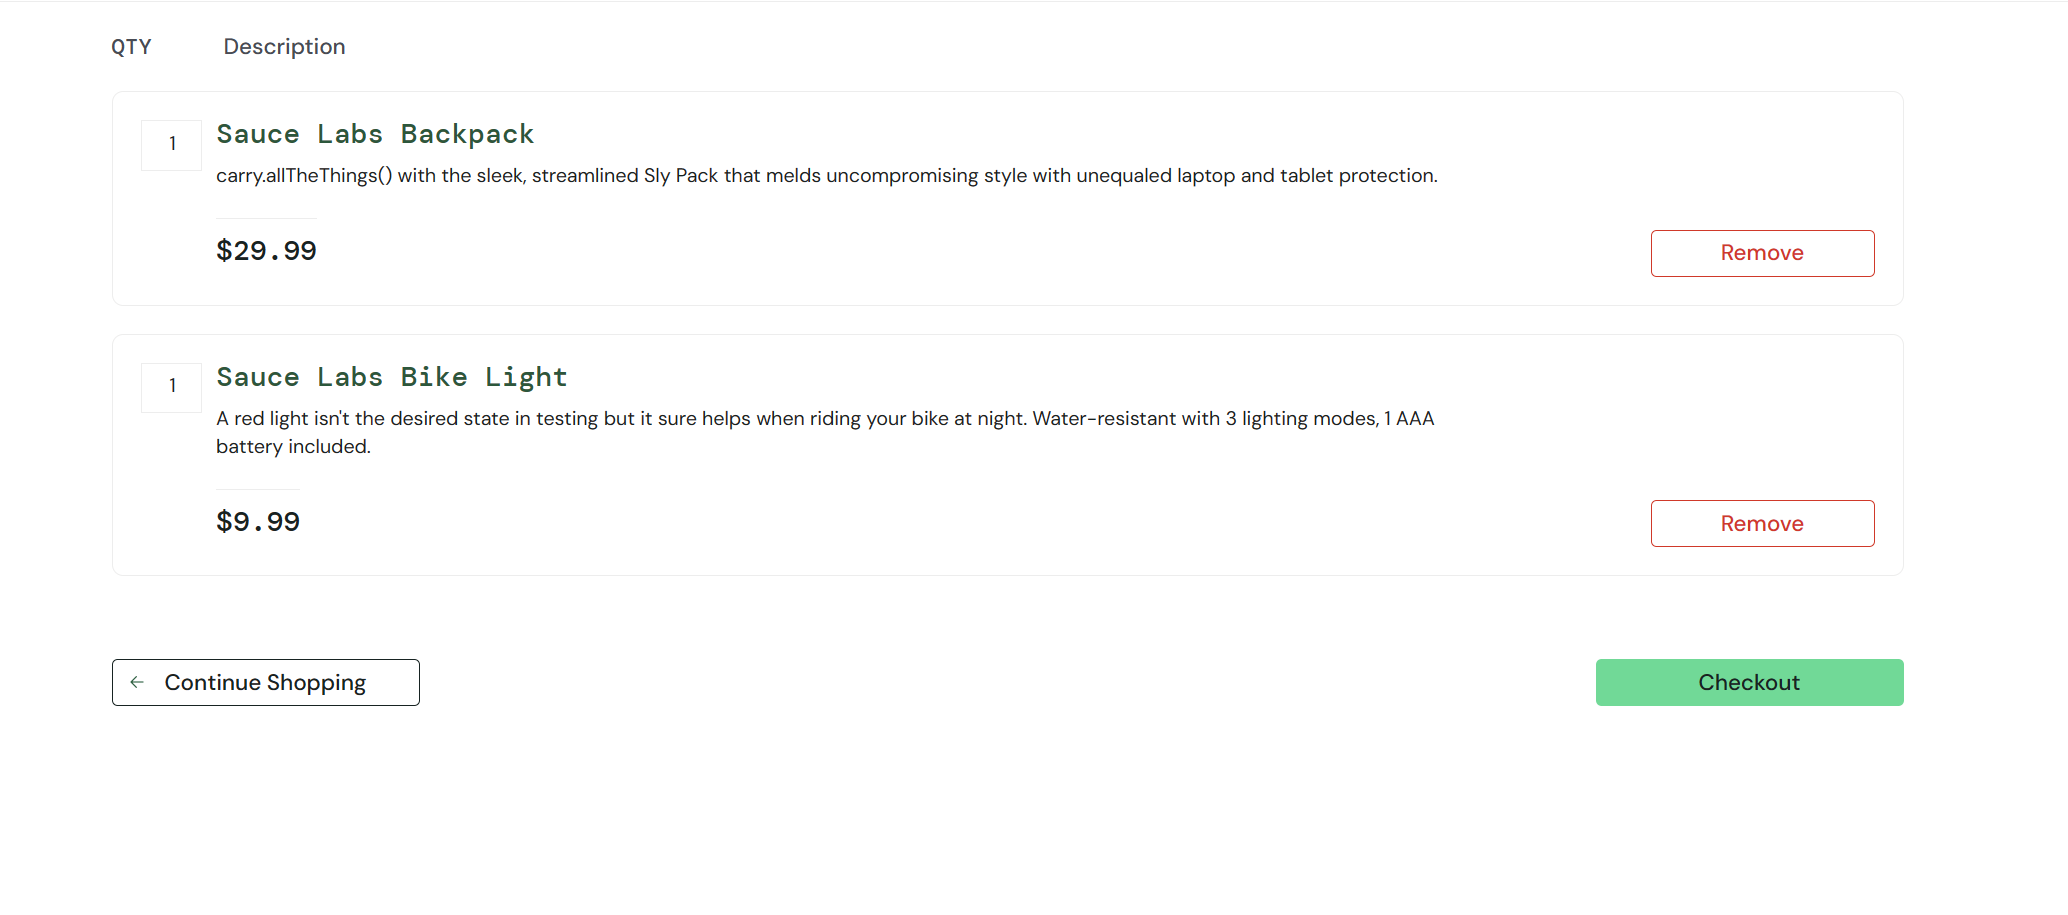 QTY Description
1 Sauce Labs Backpack
carry.allTheThings() with the sleek, streamlined Sly Pack that melds uncompromising style with unequaled laptop and tablet protection.
$29.99 Remove
1 Sauce Labs Bike Light
A red light isn't the desired state in testing but it sure helps when riding your bike at night. Water-resistant with 3 lighting modes, 1 AAA
battery included.
$9.99 Remove
← Continue Shopping Checkout